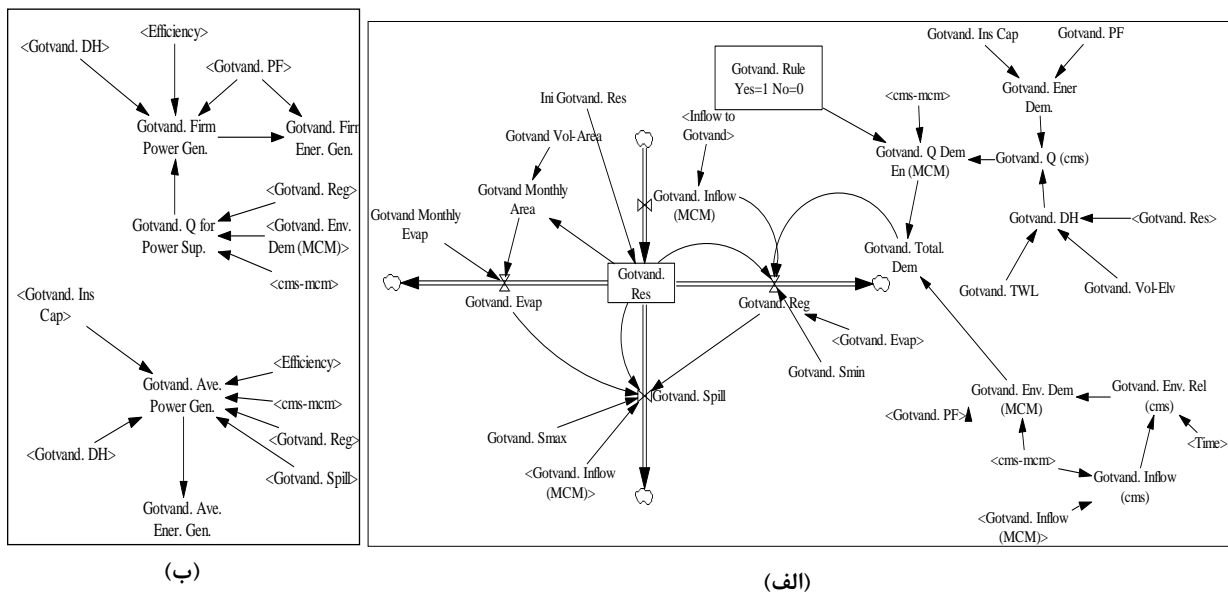 <Efficiency>
<Gotvand. DH>
<Gotvand. PF>
Gotvand. Firm
Power Gen.
Gotvand. Firm
Ener. Gen.
<Gotvand. Reg>
Gotvand. Q for
Power Sup.
<Gotvand. Env.
Dem (MCM)>
<cms-mcm>
<Gotvand. Ins
Cap>
<Efficiency>
Gotvand. Ave.
Power Gen.
<cms-mcm>
<Gotvand. Reg>
<Gotvand. DH>
<Gotvand. Spill>
Gotvand. Ave.
Ener. Gen.
(ب)
Gotvand. Ins Cap
Gotvand. PF
Gotvand. Rule
Yes=1 No=0
Gotvand. Ener
Dem.
Ini Gotvand. Res
<cms-mcm>
<Inflow to
Gotvand>
Gotvand Vol-Area
Gotvand. Q Dem
En (MCM)
Gotvand. Q (cms)
Gotvand Monthly
Area
Gotvand. Inflow
(MCM)
Gotvand Monthly
Evap
Gotvand. DH
<Gotvand. Res>
Gotvand. Total.
Dem
Gotvand.
Res
Gotvand. Evap
Gotvand. Reg
Gotvand. TWL
Gotvand. Vol-Elv
<Gotvand. Evap>
Gotvand. Smin
Gotvand. Spill
Gotvand. Env. Dem
(MCM)
Gotvand. Env. Rel
(cms)
<Gotvand. PF>
Gotvand. Smax
<Time>
<cms-mcm>
<Gotvand. Inflow
(MCM)>
Gotvand. Inflow
(cms)
<Gotvand. Inflow
(MCM)>
(الف)